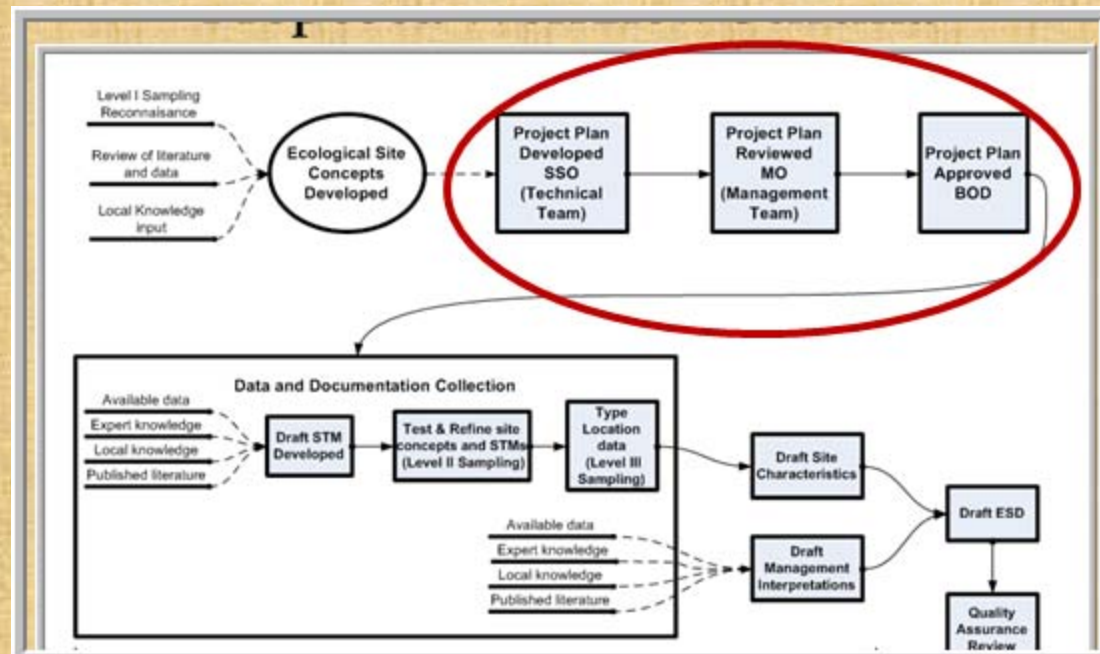 Level I Sampling
Reconnaisance
Review of literature
and data
Local Knowledge
input
Ecological Site
Concepts
Developed
Project Plan
Developed
SSO
(Technical
Team)
Project Plan
Reviewed
MO
(Management
Team)
Project Plan
Approved
BOD
Data and Documentation Collection
Available data
Expert knowledge
Local knowledge
Published literature
Draft STM
Developed
Test & Refine site
concepts and STMs
(Level II Sampling)
Type
Location
data
(Level III
Sampling)
Draft Site
Characteristics
Available data
Expert knowledge
Local knowledge
Published literature
Draft
Management
Interpretations
Draft ESD
Quality
Assurance
Review